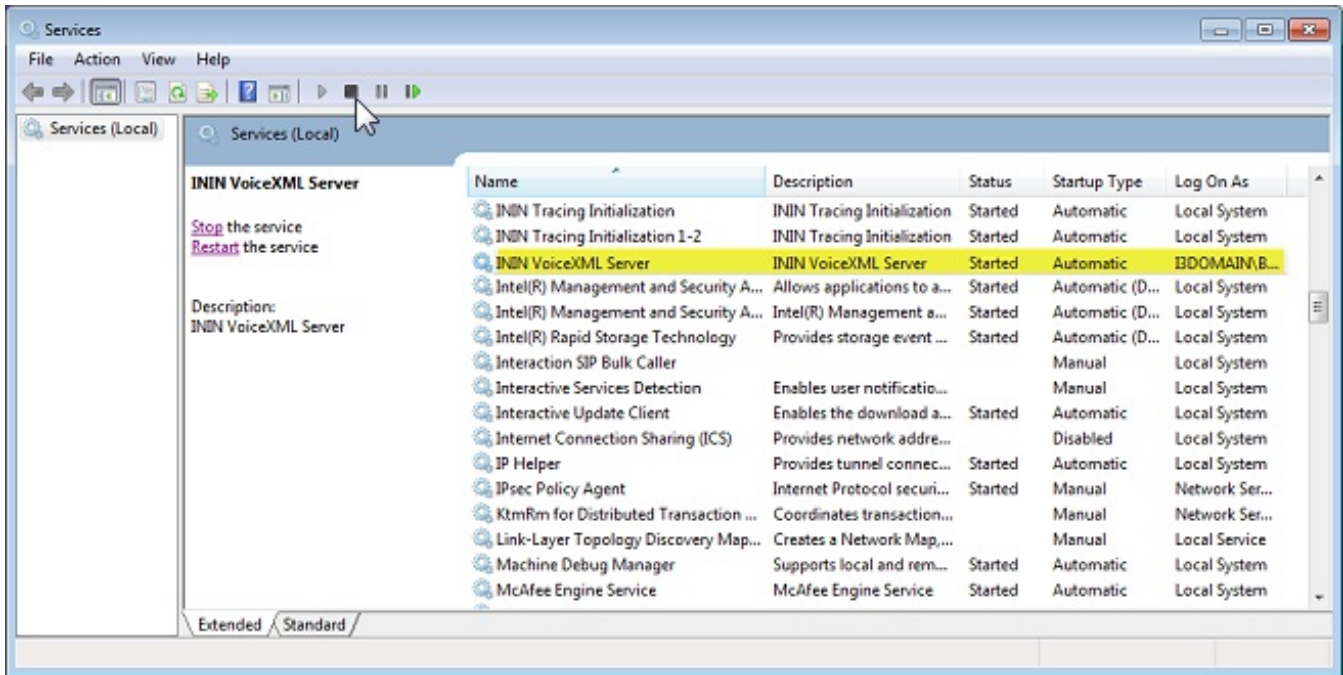 Services
File Action View Help
Services (Local)
Services (Local)
ININ VoiceXML Server
Stop the service
Restart the service
Description:
ININ VoiceXML Server
Name Description Status Startup Type Log On As
ININ Tracing Initialization ININ Tracing Initialization Started Automatic Local System
ININ Tracing Initialization 1-2 ININ Tracing Initialization Started Automatic Local System
ININ VoiceXML Server ININ VoiceXML Server Started Automatic I3DOMAIN\B...
Intel(R) Management and Security A... Allows applications to a... Started Automatic (D... Local System
Intel(R) Management and Security A... Intel(R) Management a... Started Automatic (D... Local System
Intel(R) Rapid Storage Technology Provides storage event ... Started Automatic (D... Local System
Interaction SIP Bulk Caller Manual Local System
Interactive Services Detection Enables user notificatio... Manual Local System
Interactive Update Client Enables the download a... Started Automatic Local System
Internet Connection Sharing (ICS) Provides network addre... Disabled Local System
IP Helper Provides tunnel connec... Started Automatic Local System
IPsec Policy Agent Internet Protocol securi... Started Manual Network Ser...
KtmRm for Distributed Transaction ... Coordinates transaction... Manual Network Ser...
Link-Layer Topology Discovery Map... Creates a Network Map,... Manual Local Service
Machine Debug Manager Supports local and rem... Started Automatic Local System
McAfee Engine Service McAfee Engine Service Started Automatic Local System
Extended Standard